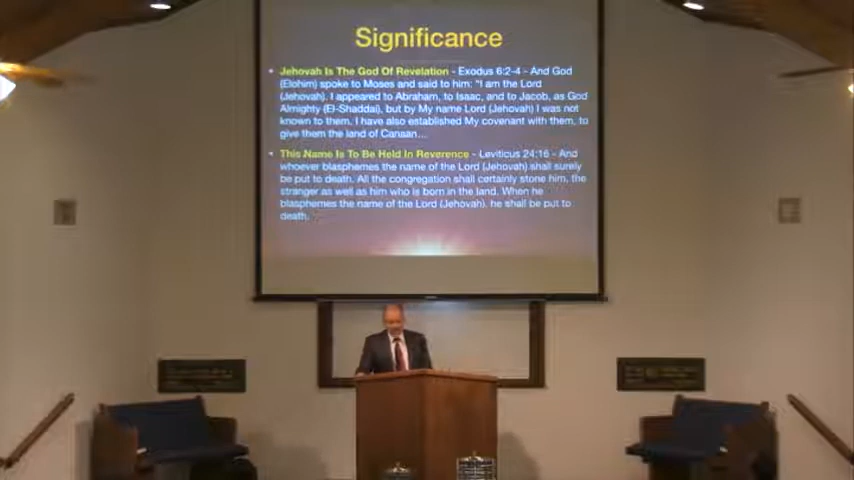 Significance
• Jehovah Is The God Of Revelation - Exodus 6:2-4 - And God
(Elohim) spoke to Moses and said to him: "I am the Lord
(Jehovah). I appeared to Abraham, to Isaac, and to Jacob, as God
Almighty (El-Shaddai), but by My name Lord (Jehovah) I was not
known to them. I have also established My covenant with them, to
give them the land of Canaan...
• This Name Is To Be Held In Reverence - Leviticus 24:16 - And
whoever blasphemes the name of the Lord (Jehovah) shall surely
be put to death. All the congregation shall certainly stone him, the
stranger as well as him who is born in the land. When he
blasphemes the name of the Lord (Jehovah), he shall be put to
death.